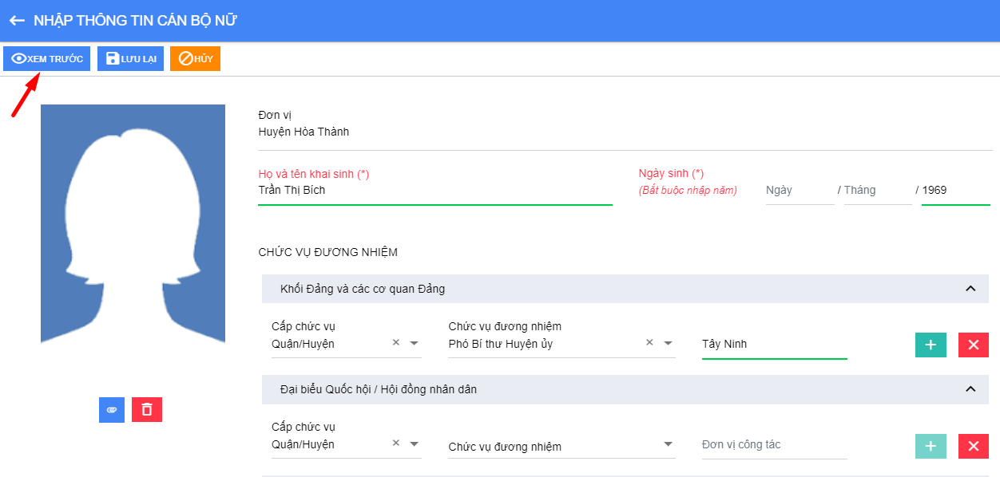 NHẬP THÔNG TIN CÁN BỘ NỮ
XEM TRƯỚC LƯU LẠI HỦY
Đơn vị
Huyện Hòa Thành
Họ và tên khai sinh (*) Ngày sinh (*)
Trần Thị Bích (Bắt buộc nhập năm) Ngày / Tháng / 1969
CHỨC VỤ ĐƯƠNG NHIỆM
Khối Đảng và các cơ quan Đảng
Cấp chức vụ Chức vụ đương nhiệm
Quận/Huyện Phó Bí thư Huyện ủy Tây Ninh
Đại biểu Quốc hội / Hội đồng nhân dân
Cấp chức vụ
Quận/Huyện Chức vụ đương nhiệm Đơn vị công tác